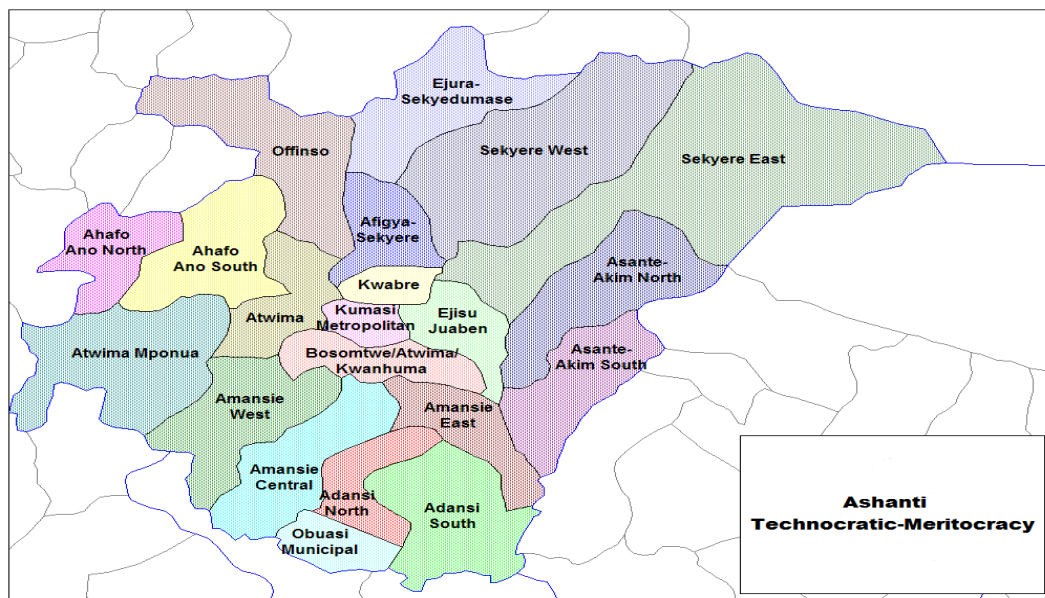 Ejura-
Sekyedumase
Offinso
Sekyere West
Sekyere East
Afigya-
Sekyere
Ahafo
Ano North
Ahafo
Ano South
Asante-
Akim North
Kwabre
Atwima
Kumasi
Metropolitan
Ejisu
Juaben
Atwima Mponua
Bosomtwe/Atwima/
Kwanhuma
Asante-
Akim South
Amansie
West
Amansie
East
Amansie
Central
Adansi
North
Adansi
South
Obuasi
Municipal
Ashanti
Technocratic-Meritocracy